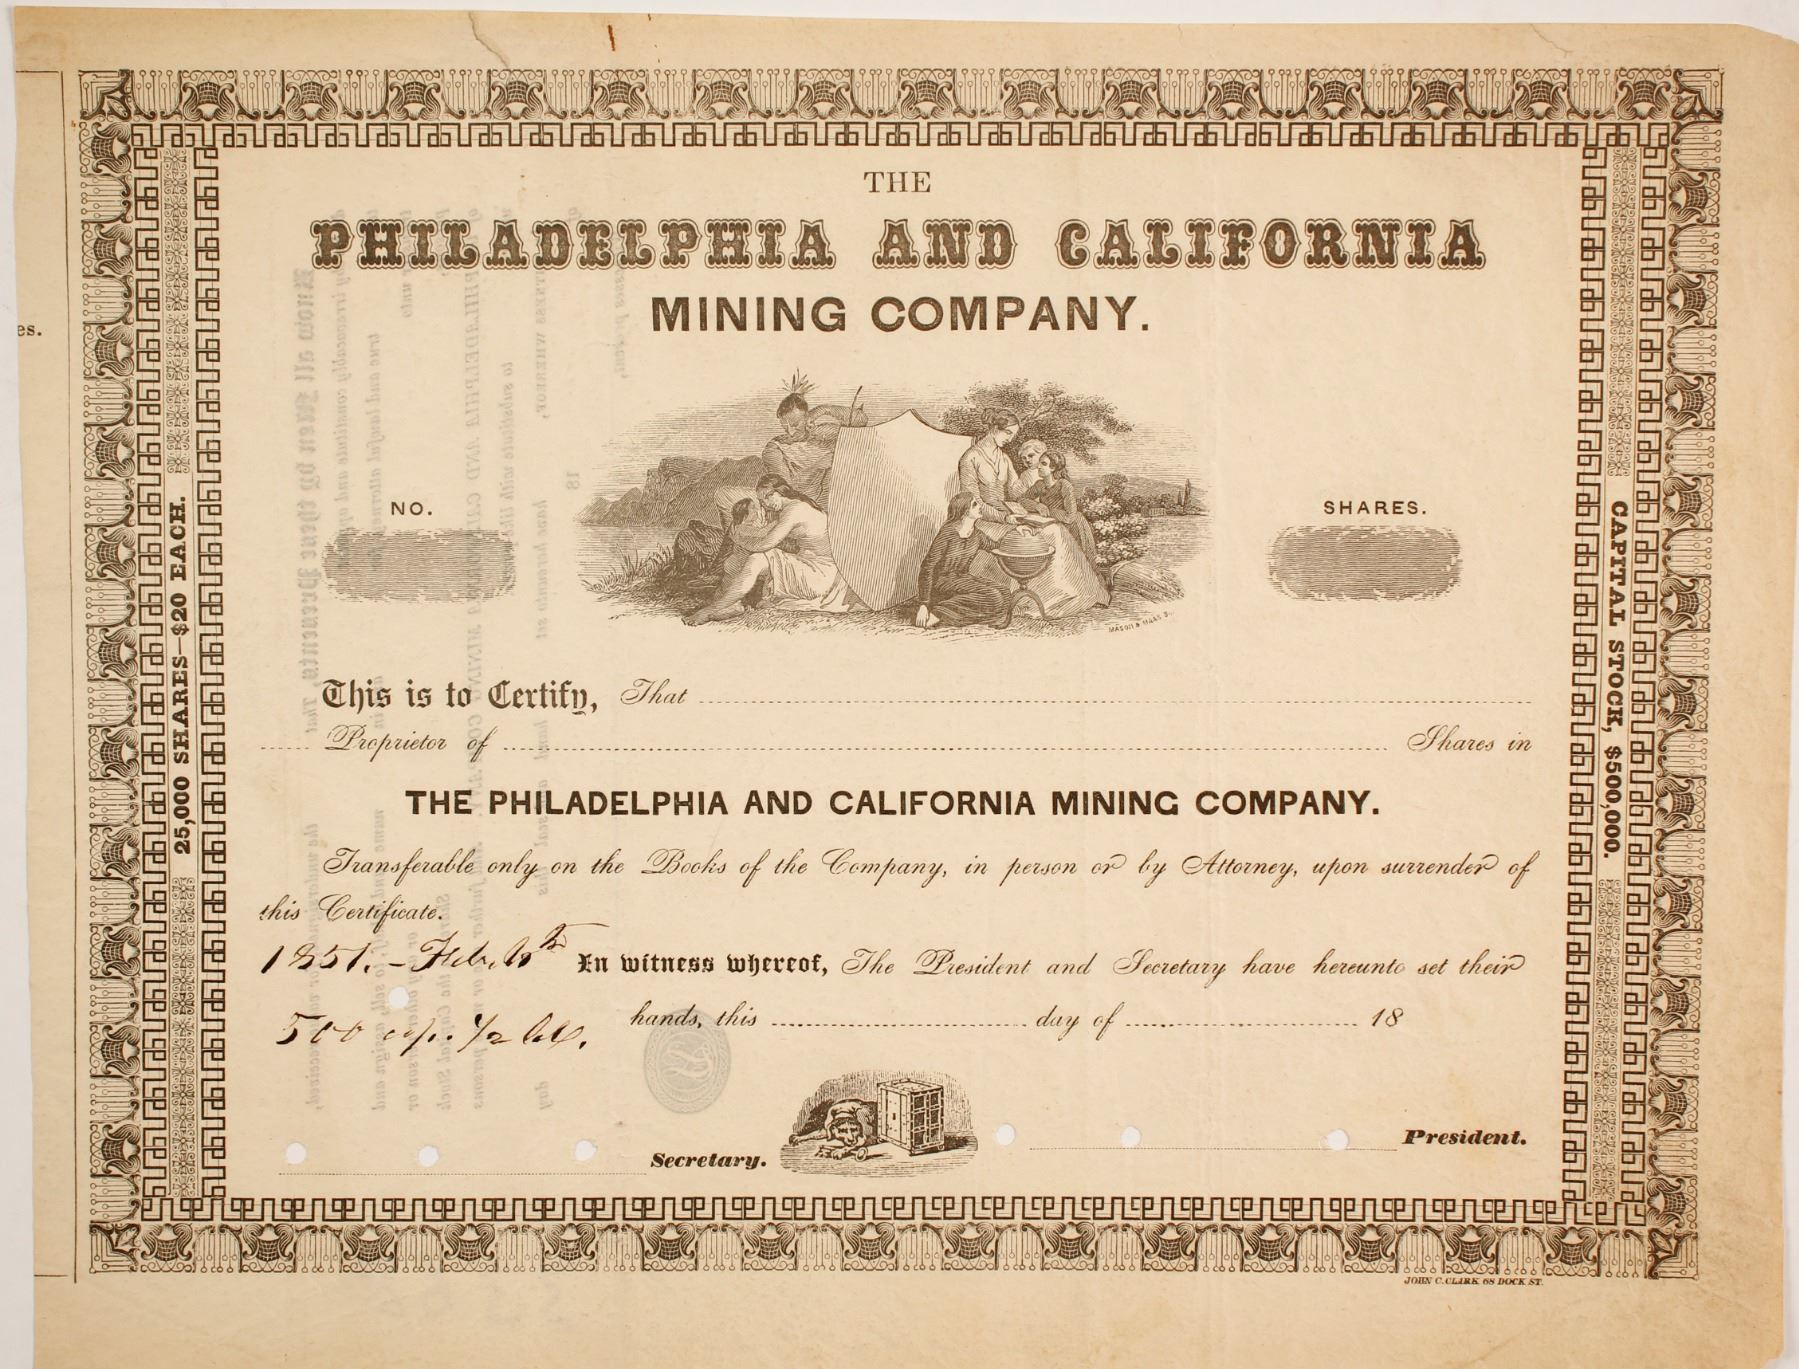 es.
THE
PHILADELPHIA AND CALIFORNIA
MINING COMPANY.
NO.
SHARES.
MASON & MAAS S.
25,000 SHARES—$20 EACH.
CAPITAL STOCK, $500,000.
This is to Certify, That
Proprietor of Shares in
THE PHILADELPHIA AND CALIFORNIA MINING COMPANY.
Transferable only on the Books of the Company, in person or by Attorney, upon surrender of
this Certificate.
1851. - Feb.
In witness whereof, The President and Secretary have hereunto set their
500 cop.
hands, this day of 18
Secretary.
President.
JOHN C. CLARK 68 DOCK ST.